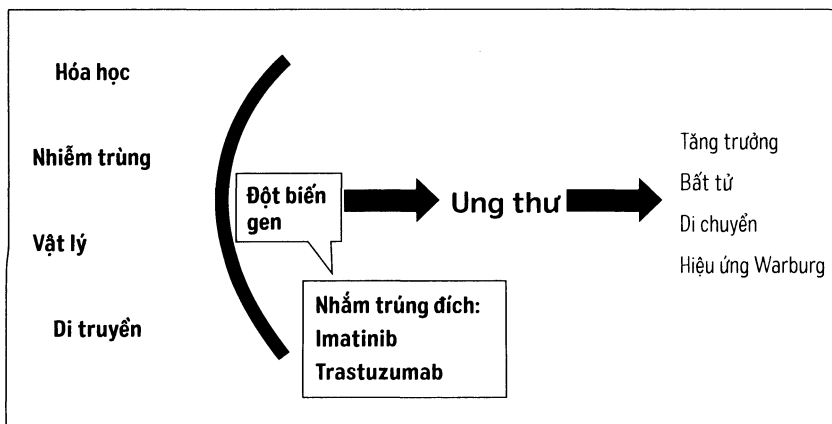 Hóa học
Nhiễm trùng
Vật lý
Di truyền
Đột biến
gen
Nhắm trúng đích:
Imatinib
Trastuzumab
Ung thư
Tăng trưởng
Bất tử
Di chuyển
Hiệu ứng Warburg